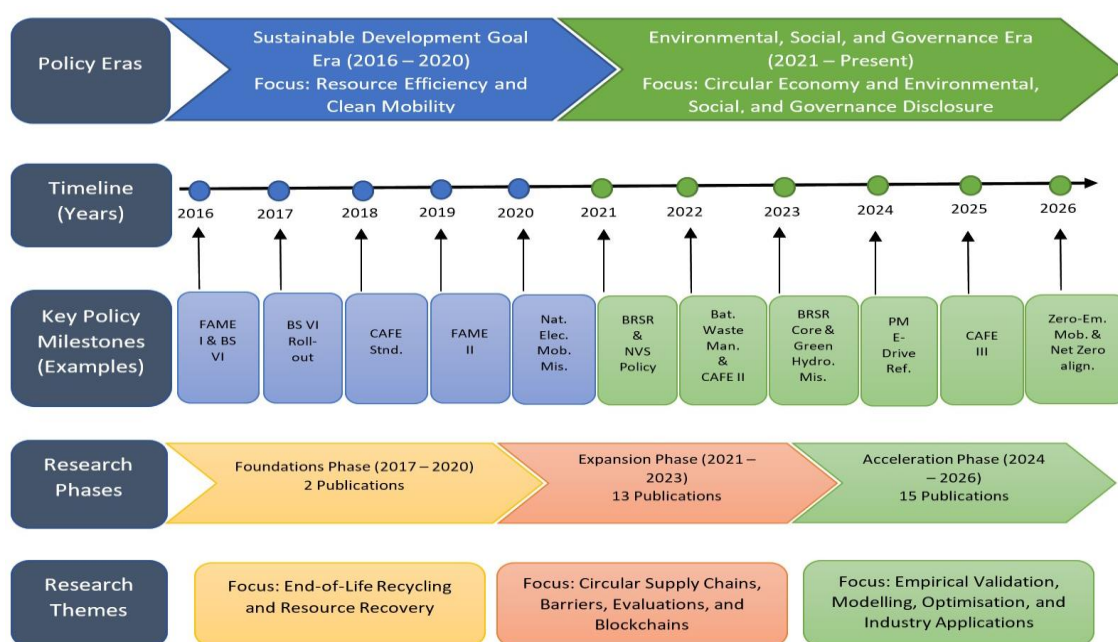 Policy Eras
Sustainable Development Goal
Era (2016 – 2020)
Focus: Resource Efficiency and
Clean Mobility
Environmental, Social, and Governance Era
(2021 – Present)
Focus: Circular Economy and Environmental,
Social, and Governance Disclosure
Timeline
(Years)
2016
2017
2018
2019
2020
2021
2022
2023
2024
2025
2026
Key Policy
Milestones
(Examples)
FAME
I & BS
VI
BS VI
Roll-
out
CAFE
Stnd.
FAME
II
Nat.
Elec.
Mob.
Mis.
BRSR
&
NVS
Policy
Bat.
Waste
Man.
&
CAFE II
BRSR
Core &
Green
Hydro.
Mis.
PM
E-
Drive
Ref.
CAFE
III
Zero-Em.
Mob. &
Net Zero
align.
Research
Phases
Foundations Phase (2017 – 2020)
2 Publications
Expansion Phase (2021 –
2023)
13 Publications
Acceleration Phase (2024
– 2026)
15 Publications
Research
Themes
Focus: End-of-Life Recycling
and Resource Recovery
Focus: Circular Supply Chains,
Barriers, Evaluations, and
Blockchains
Focus: Empirical Validation,
Modelling, Optimisation, and
Industry Applications